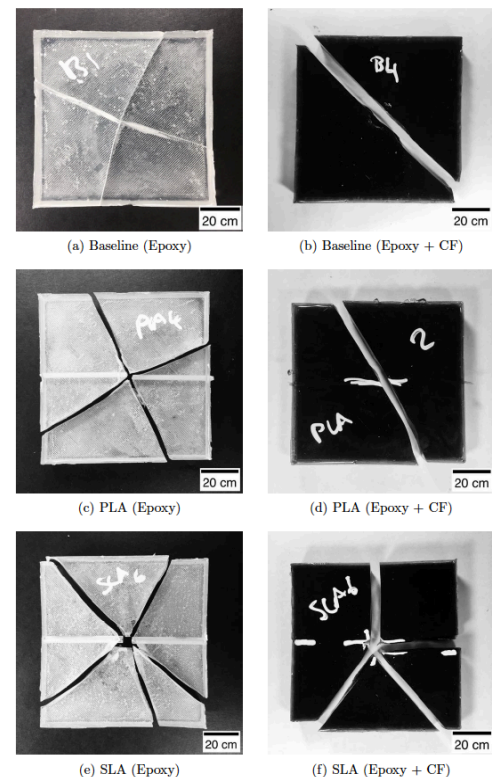 B1
20 cm
(a) Baseline (Epoxy)
B4
20 cm
(b) Baseline (Epoxy + CF)
PLA4
20 cm
(c) PLA (Epoxy)
2
PLA
20 cm
(d) PLA (Epoxy + CF)
SLA6
20 cm
(e) SLA (Epoxy)
SLA6
20 cm
(f) SLA (Epoxy + CF)